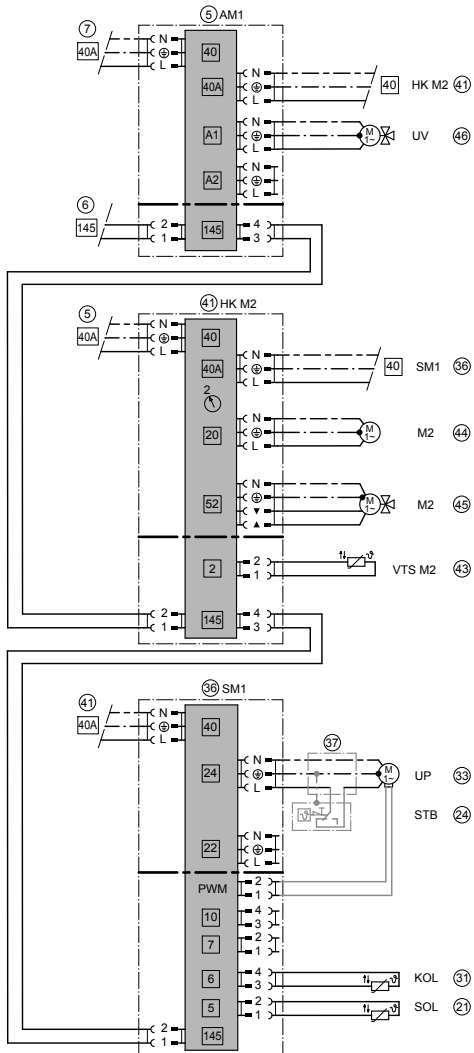 5 AM1
7
40A
N
L
40
40A
N
L
40 HK M2 41
A1
N
L
M 1~
UV 46
A2
N
L
6
145
2
1
145
4
3
41 HK M2
5
40A
N
L
40
40A
N
L
40 SM1 36
2
20
N
L
M 1~
M2 44
52
N
▼
▲
M 1~
M2 45
2
2
1
ϑ
VTS M2 43
2
1
145
4
3
36 SM1
41
40A
N
L
40
24
N
L
37
M 1~
UP 33
ϑ
STB 24
22
N
L
PWM
2
1
10
4
3
7
2
1
6
4
3
ϑ
KOL 31
5
2
1
ϑ
SOL 21
2
1
145